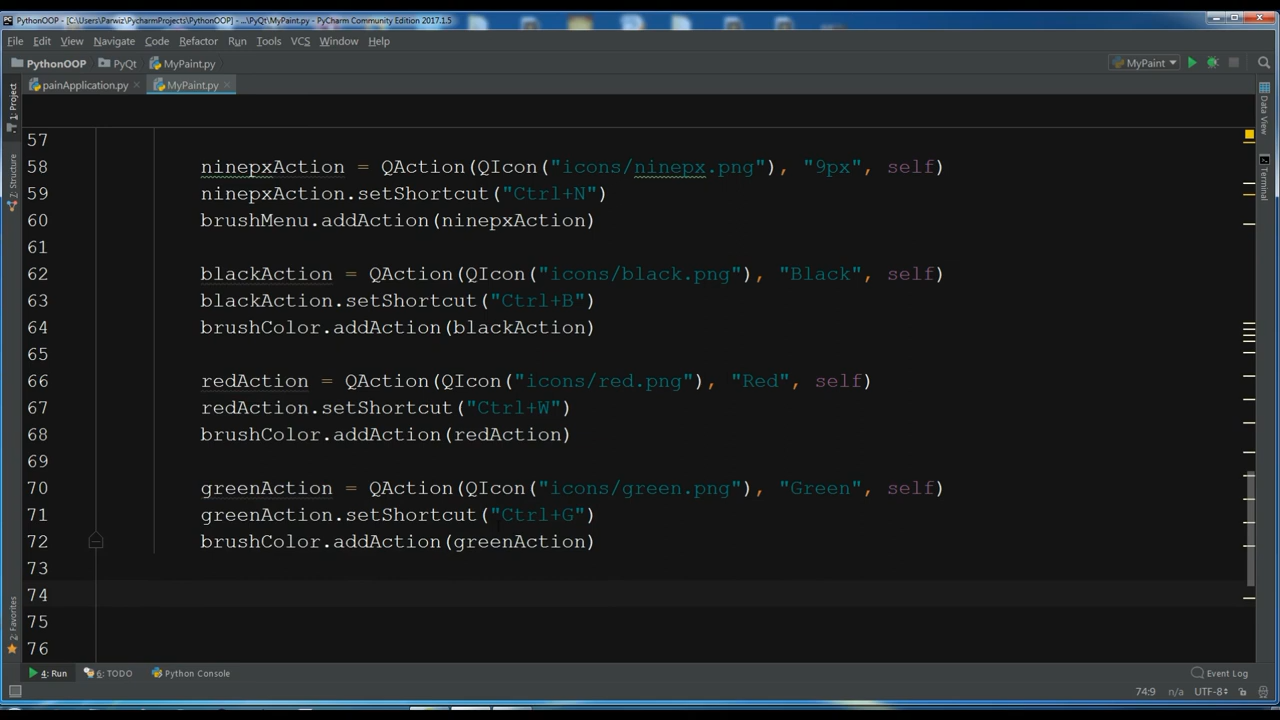 PythonOOP - [C:\Users\Parwiz\PycharmProjects\PythonOOP] - ...\PyQt\MyPaint.py - PyCharm Community Edition 2017.1.5
File Edit View Navigate Code Refactor Run Tools VCS Window Help
PythonOOP PyQt MyPaint.py MyPaint
painApplication.py MyPaint.py
1: Project
7: Structure
2: Favorites
Data View
Terminal
57
58 ninepxAction = QAction(QIcon("icons/ninepx.png"), "9px", self)
59 ninepxAction.setShortcut("Ctrl+N")
60 brushMenu.addAction(ninepxAction)
61
62 blackAction = QAction(QIcon("icons/black.png"), "Black", self)
63 blackAction.setShortcut("Ctrl+B")
64 brushColor.addAction(blackAction)
65
66 redAction = QAction(QIcon("icons/red.png"), "Red", self)
67 redAction.setShortcut("Ctrl+W")
68 brushColor.addAction(redAction)
69
70 greenAction = QAction(QIcon("icons/green.png"), "Green", self)
71 greenAction.setShortcut("Ctrl+G")
72 brushColor.addAction(greenAction)
73
74
75
76
4: Run 6: TODO Python Console Event Log
74:9 n/a UTF-8